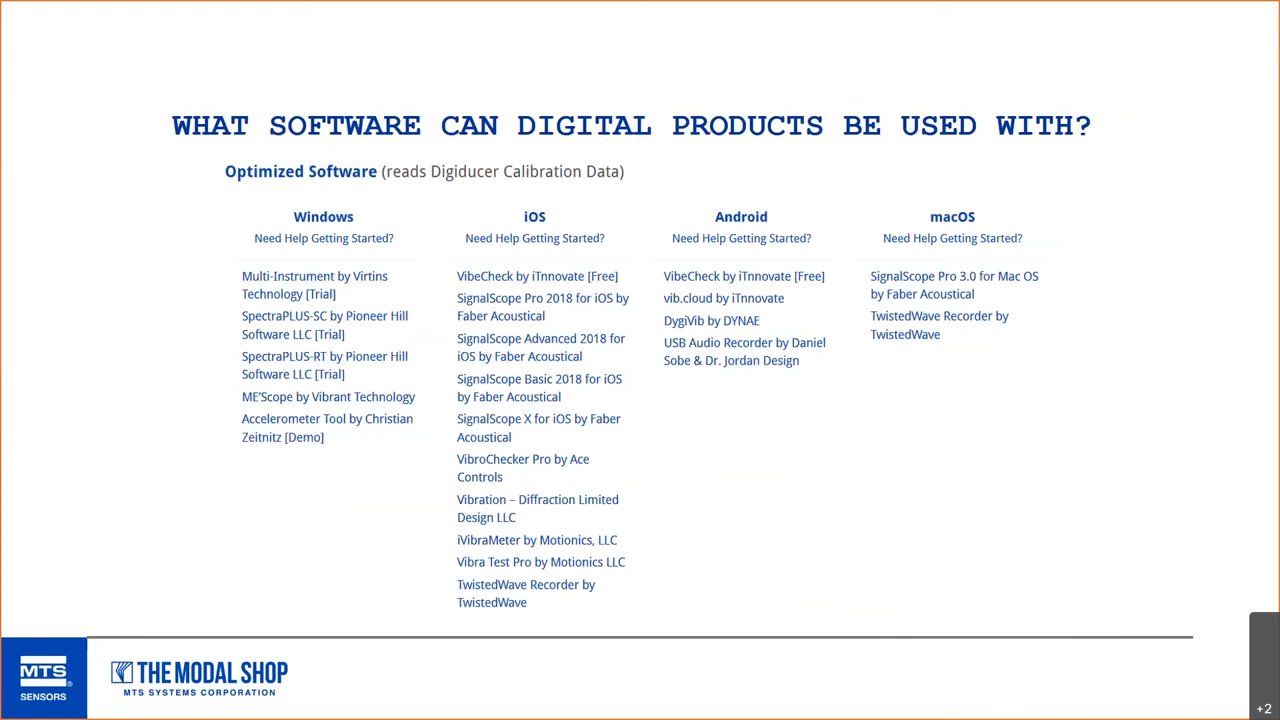 WHAT SOFTWARE CAN DIGITAL PRODUCTS BE USED WITH?
Optimized Software (reads Digiducer Calibration Data)
Windows
Need Help Getting Started?
Multi-Instrument by Virtins
Technology [Trial]
SpectraPLUS-SC by Pioneer Hill
Software LLC [Trial]
SpectraPLUS-RT by Pioneer Hill
Software LLC [Trial]
ME'Scope by Vibrant Technology
Accelerometer Tool by Christian
Zeitnitz [Demo]
iOS
Need Help Getting Started?
VibeCheck by iTnnovate [Free]
SignalScope Pro 2018 for iOS by
Faber Acoustical
SignalScope Advanced 2018 for
iOS by Faber Acoustical
SignalScope Basic 2018 for iOS
by Faber Acoustical
SignalScope X for iOS by Faber
Acoustical
VibroChecker Pro by Ace
Controls
Vibration – Diffraction Limited
Design LLC
iVibraMeter by Motionics, LLC
Vibra Test Pro by Motionics LLC
TwistedWave Recorder by
TwistedWave
Android
Need Help Getting Started?
VibeCheck by iTnnovate [Free]
vib.cloud by iTnnovate
DygiVib by DYNAE
USB Audio Recorder by Daniel
Sobe & Dr. Jordan Design
macOS
Need Help Getting Started?
SignalScope Pro 3.0 for Mac OS
by Faber Acoustical
TwistedWave Recorder by
TwistedWave
MTS®
SENSORS
THE MODAL SHOP
MTS SYSTEMS CORPORATION
+2